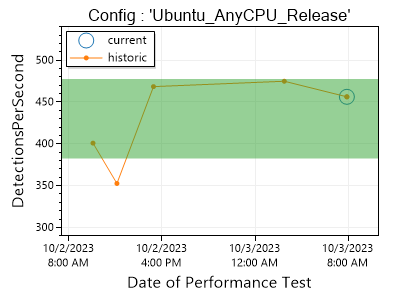 Config : 'Ubuntu_AnyCPU_Release'
current
historic
DetectionsPerSecond
500
450
400
350
300
10/2/2023 10/2/2023 10/3/2023 10/3/2023
8:00 AM 4:00 PM 12:00 AM 8:00 AM
Date of Performance Test